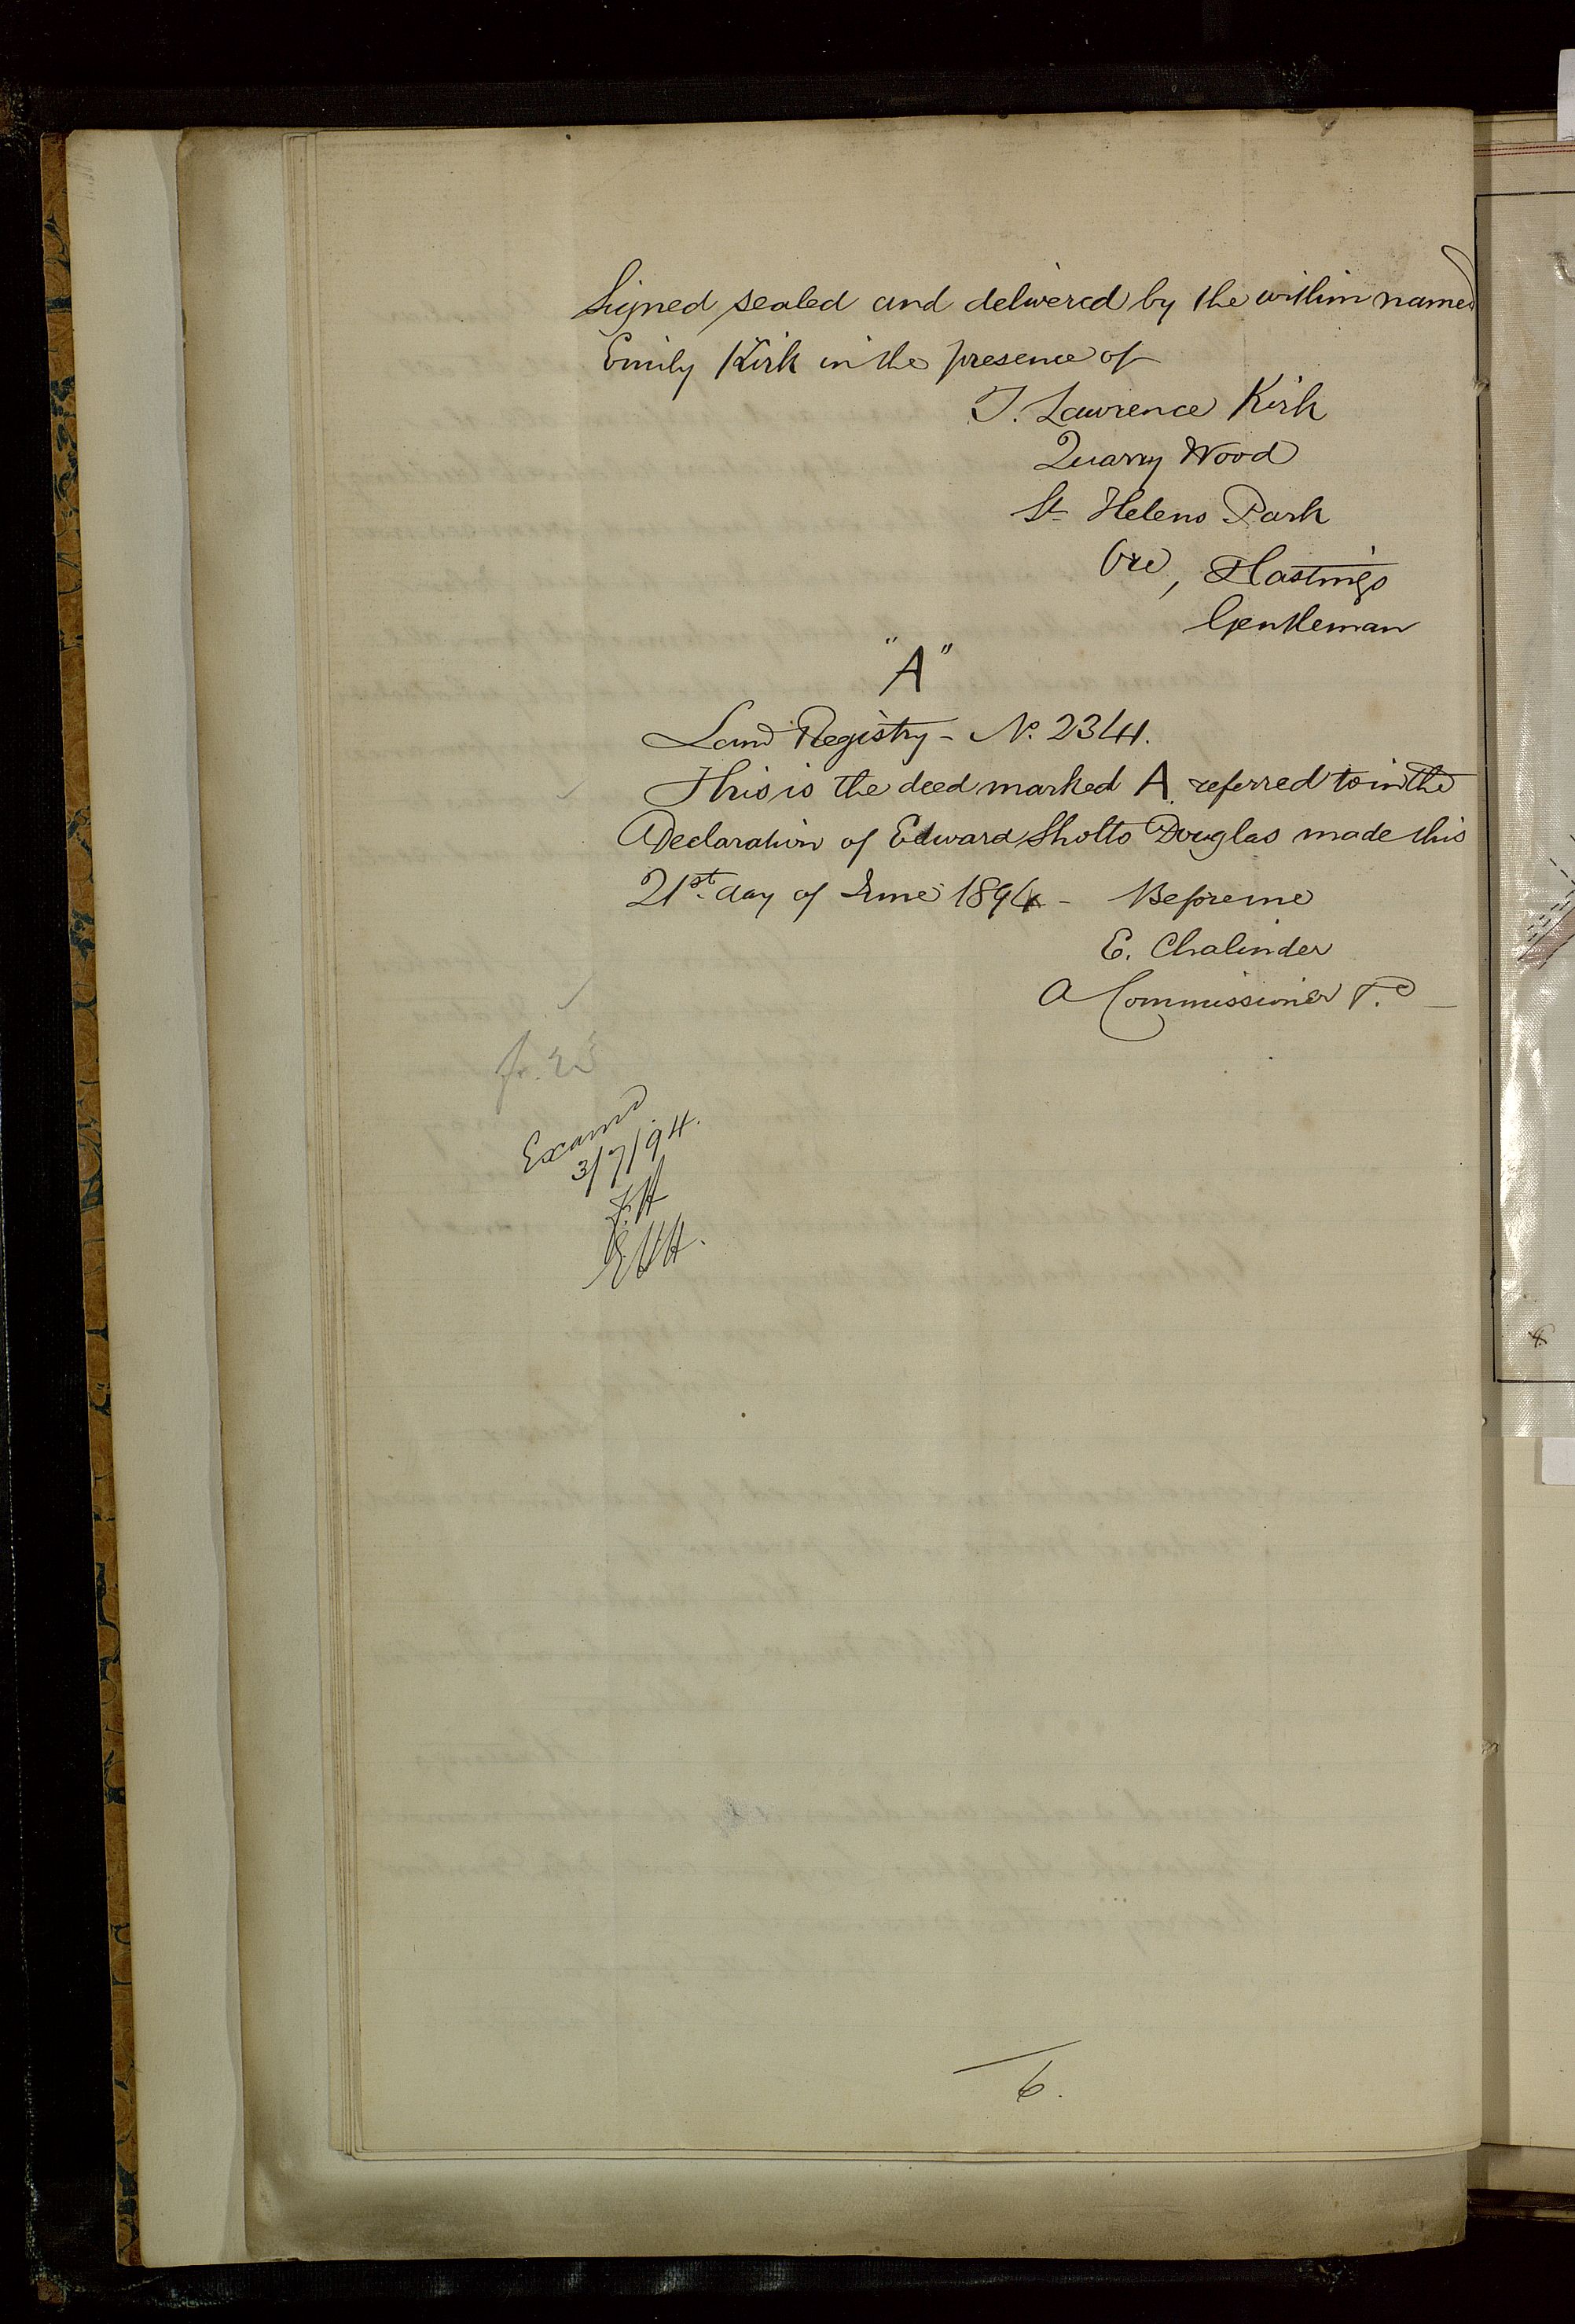 Signed sealed and delivered by the within named
Emily Kirk in the presence of
T. Lawrence Kirk
Quarry Wood
St Helens Park
Ore, Hastings
Gentleman
"A"
Land Registry - No. 2341.
This is the deed marked A. referred to in the
Declaration of Edward Sholto Douglas made this
21st day of June 1894 - Before me
E. Chalinder
A Commissioner &c
fo. 25
Examd
3/7/94.
6.